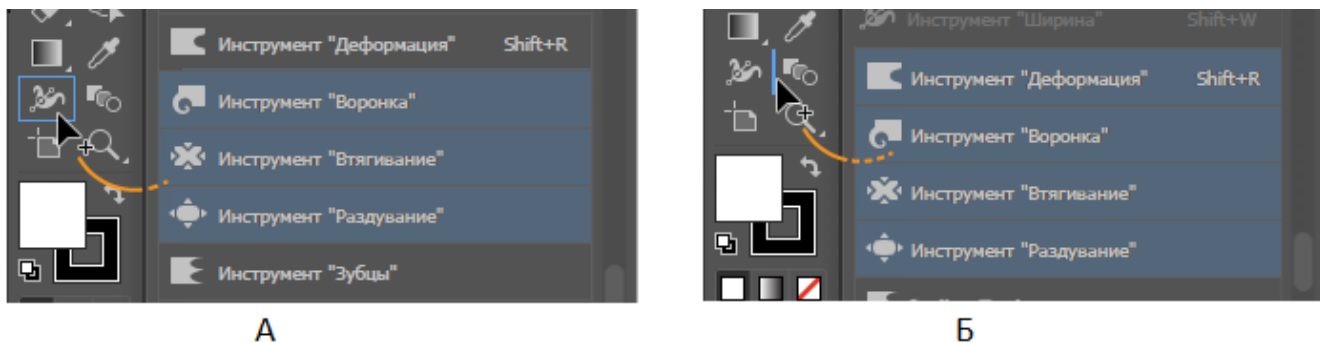 Инструмент "Деформация" Shift+R
Инструмент "Воронка"
Инструмент "Втягивание"
Инструмент "Раздувание"
Инструмент "Зубцы"
А
Инструмент "Ширина" Shift+W
Инструмент "Деформация" Shift+R
Инструмент "Воронка"
Инструмент "Втягивание"
Инструмент "Раздувание"
Б